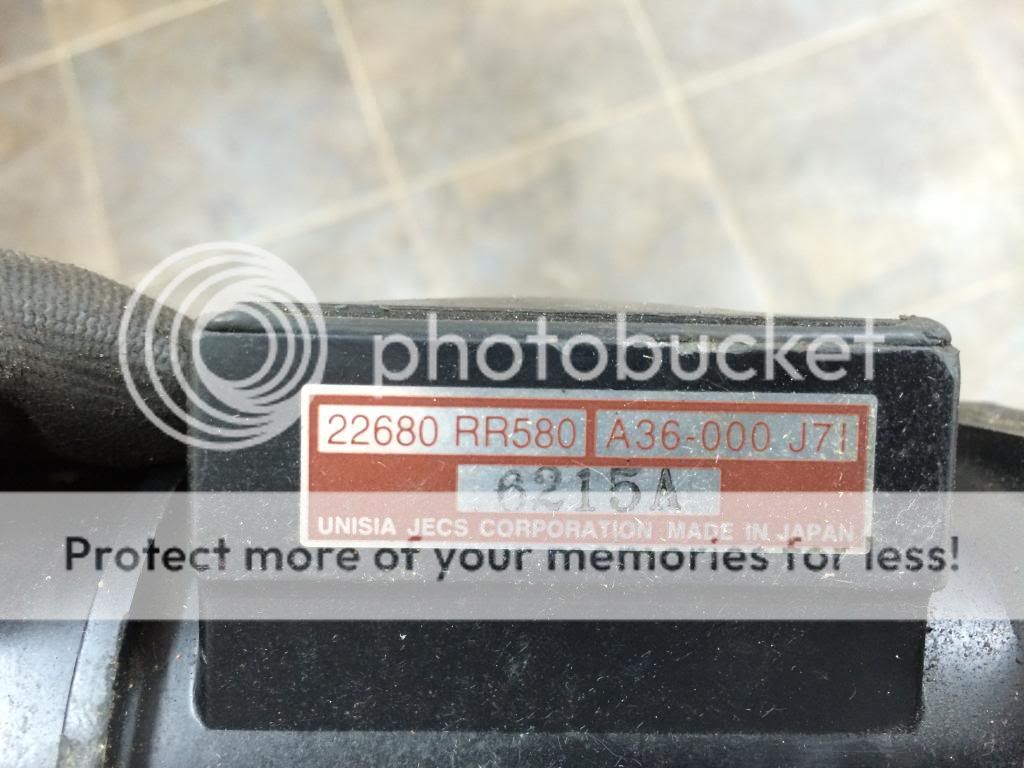 photobucket
22680 RR580 A36-000 J71
6215A
UNISIA JECS CORPORATION MADE IN JAPAN
Protect more of your memories for less!